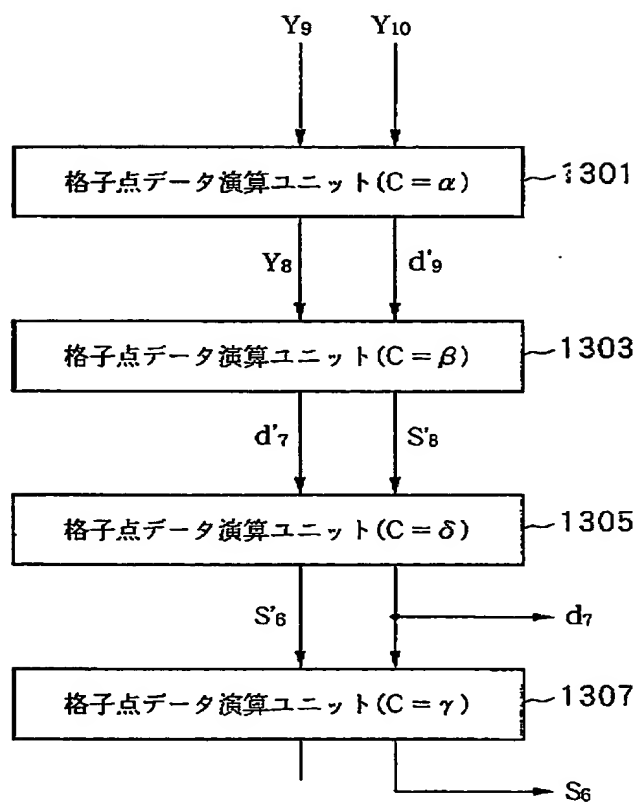 Y₉ Y₁₀
格子点データ演算ユニット(C=α) 1301
Y₈ d'₉
格子点データ演算ユニット(C=β) 1303
d'₇ S'₈
格子点データ演算ユニット(C=δ) 1305
S'₆ d₇
格子点データ演算ユニット(C=γ) 1307
S₆